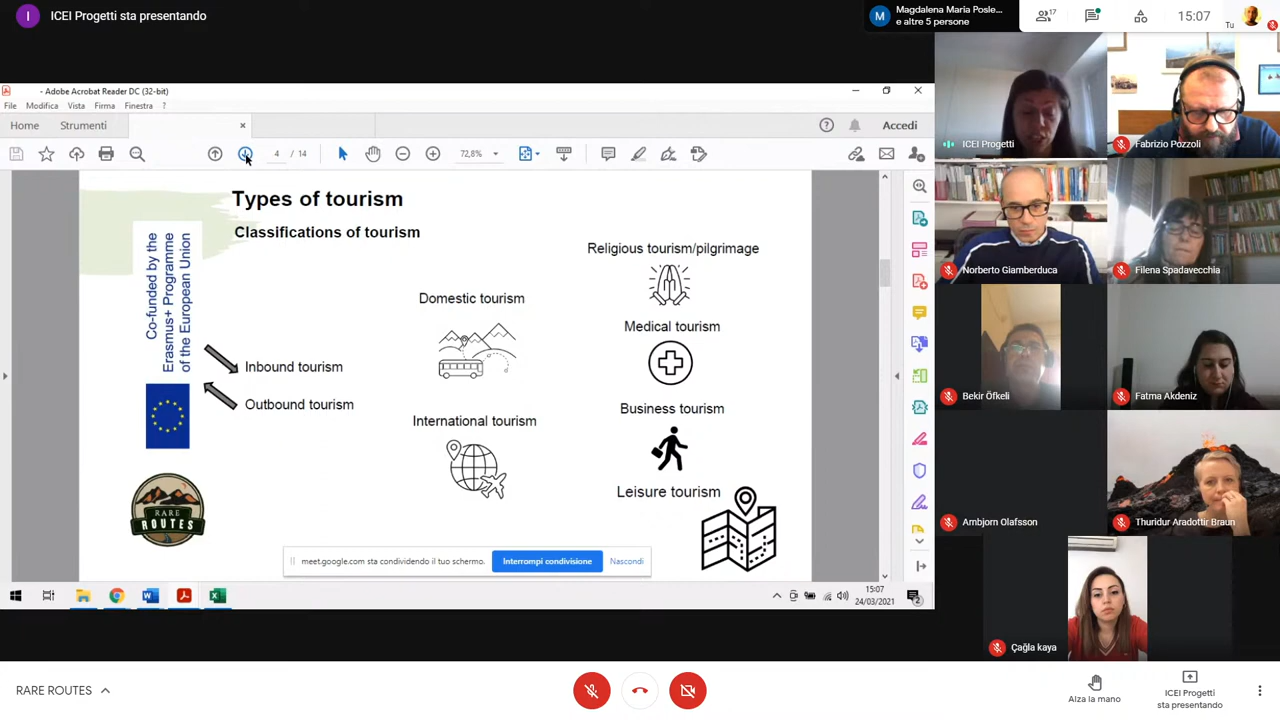 ICEI Progetti sta presentando
Magdalena Maria Posle...
e altre 5 persone
17
15:07
Tu
- Adobe Acrobat Reader DC (32-bit)
File Modifica Vista Firma Finestra ?
Home Strumenti
Accedi
4 / 14
72,8%
Types of tourism
Classifications of tourism
Co-funded by the
Erasmus+ Programme
of the European Union
Inbound tourism
Outbound tourism
Domestic tourism
International tourism
Religious tourism/pilgrimage
Medical tourism
Business tourism
Leisure tourism
RARE
ROUTES
meet.google.com sta condividendo il tuo schermo.
Interrompi condivisione
Nascondi
15:07
24/03/2021
2
ICEI Progetti
Fabrizio Pozzoli
Norberto Giamberduca
Filena Spadavecchia
Bekir Öfkeli
Fatma Akdeniz
Ambjorn Olafsson
Thuridur Aradottir Braun
Çağla kaya
RARE ROUTES
Alza la mano
ICEI Progetti
sta presentando